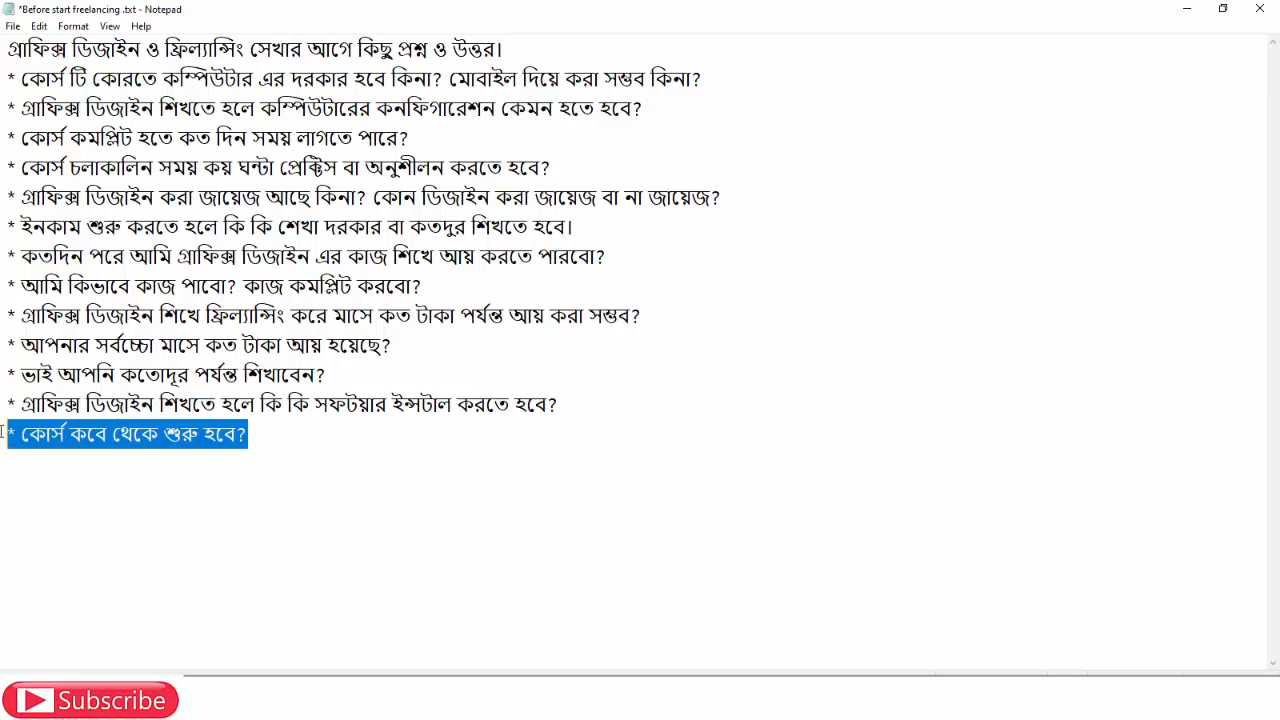 *Before start freelancing .txt - Notepad
File Edit Format View Help
গ্রাফিক্স ডিজাইন ও ফ্রিল্যান্সিং সেখার আগে কিছু প্রশ্ন ও উত্তর।
* কোর্স টি কোরতে কম্পিউটার এর দরকার হবে কিনা? মোবাইল দিয়ে করা সম্ভব কিনা?
* গ্রাফিক্স ডিজাইন শিখতে হলে কম্পিউটারের কনফিগারেশন কেমন হতে হবে?
* কোর্স কমপ্লিট হতে কত দিন সময় লাগতে পারে?
* কোর্স চলাকালিন সময় কয় ঘন্টা প্রেক্টিস বা অনুশীলন করতে হবে?
* গ্রাফিক্স ডিজাইন করা জায়েজ আছে কিনা? কোন ডিজাইন করা জায়েজ বা না জায়েজ?
* ইনকাম শুরু করতে হলে কি কি শেখা দরকার বা কতদুর শিখতে হবে।
* কতদিন পরে আমি গ্রাফিক্স ডিজাইন এর কাজ শিখে আয় করতে পারবো?
* আমি কিভাবে কাজ পাবো? কাজ কমপ্লিট করবো?
* গ্রাফিক্স ডিজাইন শিখে ফ্রিল্যান্সিং করে মাসে কত টাকা পর্যন্ত আয় করা সম্ভব?
* আপনার সর্বচ্চো মাসে কত টাকা আয় হয়েছে?
* ভাই আপনি কতোদূর পর্যন্ত শিখাবেন?
* গ্রাফিক্স ডিজাইন শিখতে হলে কি কি সফটয়ার ইন্সটাল করতে হবে?
* কোর্স কবে থেকে শুরু হবে?
Subscribe